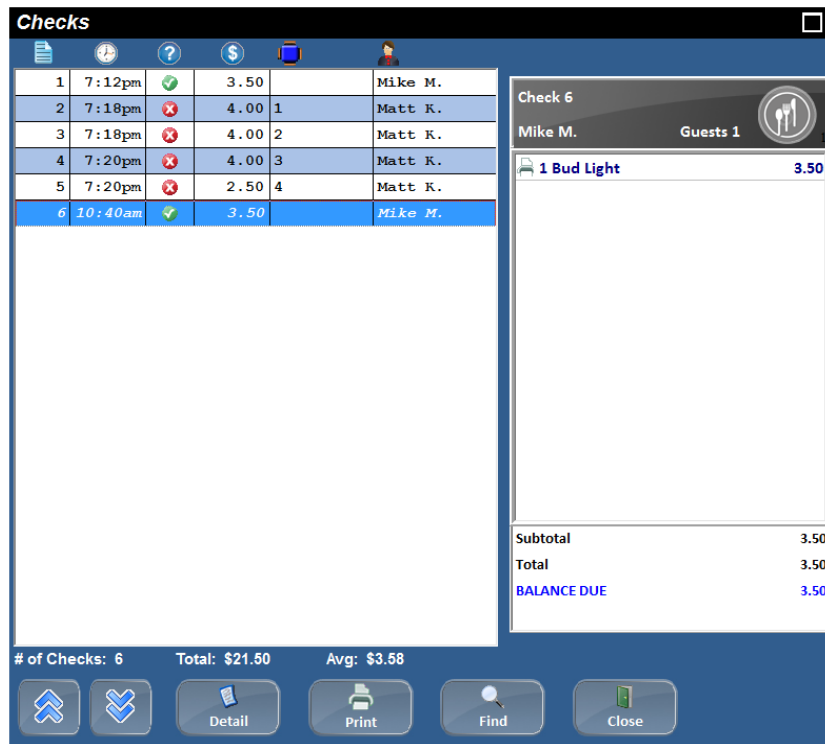 Checks
1 7:12pm 3.50 Mike M.
2 7:18pm 4.00 1 Matt K.
3 7:18pm 4.00 2 Matt K.
4 7:20pm 4.00 3 Matt K.
5 7:20pm 2.50 4 Matt K.
6 10:40am 3.50 Mike M.
Check 6
Mike M. Guests 1
1 Bud Light 3.50
Subtotal 3.50
Total 3.50
BALANCE DUE 3.50
# of Checks: 6 Total: $21.50 Avg: $3.58
Detail Print Find Close